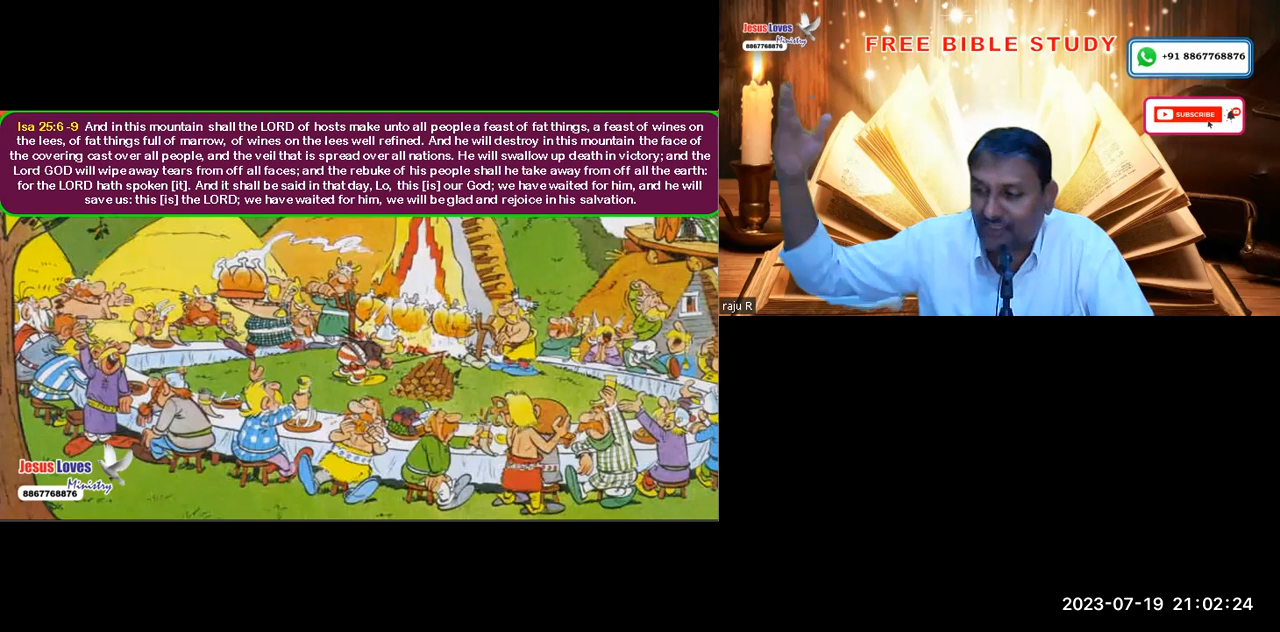 Isa 25:6-9 And in this mountain shall the LORD of hosts make unto all people a feast of fat things, a feast of wines on
the lees, of fat things full of marrow, of wines on the lees well refined. And he will destroy in this mountain the face of
the covering cast over all people, and the veil that is spread over all nations. He will swallow up death in victory; and the
Lord GOD will wipe away tears from off all faces; and the rebuke of his people shall he take away from off all the earth:
for the LORD hath spoken [it]. And it shall be said in that day, Lo, this [is] our God; we have waited for him, and he will
save us: this [is] the LORD; we have waited for him, we will be glad and rejoice in his salvation.
Jesus Loves
Ministry
8867768876
Jesus Loves
Ministry
8867768876
FREE BIBLE STUDY
+91 8867768876
SUBSCRIBE
raju R
2023-07-19 21:02:24